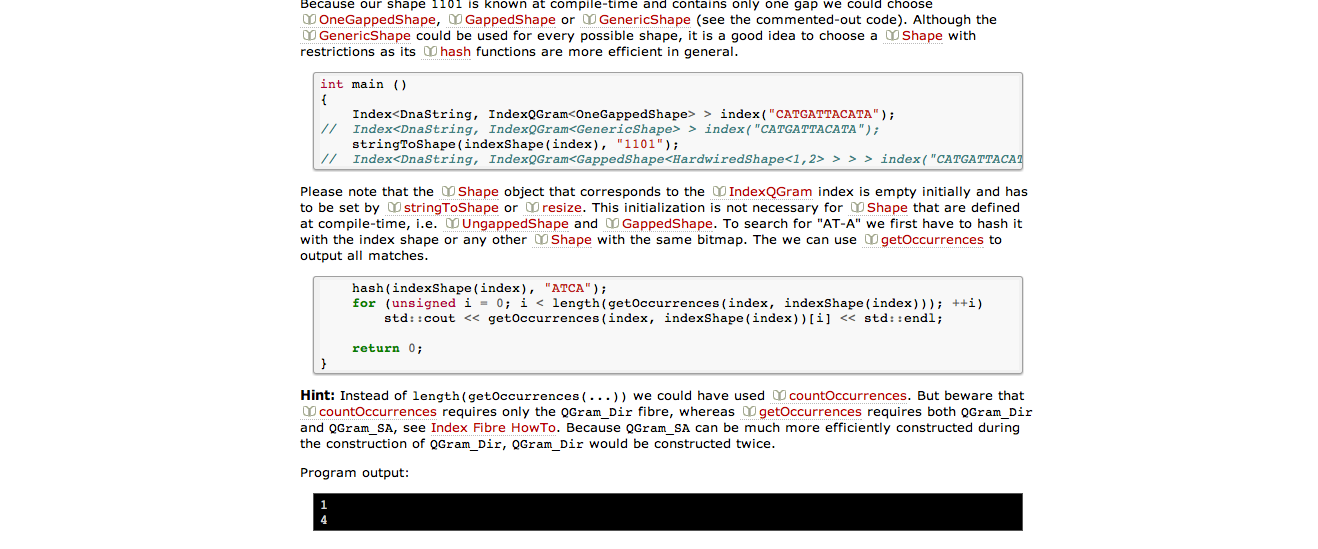 Because our shape 1101 is known at compile-time and contains only one gap we could choose
OneGappedShape, GappedShape or GenericShape (see the commented-out code). Although the
GenericShape could be used for every possible shape, it is a good idea to choose a Shape with
restrictions as its hash functions are more efficient in general.
int main ()
{
    Index<DnaString, IndexQGram<OneGappedShape> > index("CATGATTACATA");
//  Index<DnaString, IndexQGram<GenericShape> > index("CATGATTACATA");
    stringToShape(indexShape(index), "1101");
//  Index<DnaString, IndexQGram<GappedShape<HardwiredShape<1,2> > > > index("CATGATTACAT
Please note that the Shape object that corresponds to the IndexQGram index is empty initially and has
to be set by stringToShape or resize. This initialization is not necessary for Shape that are defined
at compile-time, i.e. UngappedShape and GappedShape. To search for "AT-A" we first have to hash it
with the index shape or any other Shape with the same bitmap. The we can use getOccurrences to
output all matches.
    hash(indexShape(index), "ATCA");
    for (unsigned i = 0; i < length(getOccurrences(index, indexShape(index))); ++i)
        std::cout << getOccurrences(index, indexShape(index))[i] << std::endl;
    return 0;
}
Hint: Instead of length(getOccurrences(...)) we could have used countOccurrences. But beware that
countOccurrences requires only the QGram_Dir fibre, whereas getOccurrences requires both QGram_Dir
and QGram_SA, see Index Fibre HowTo. Because QGram_SA can be much more efficiently constructed during
the construction of QGram_Dir, QGram_Dir would be constructed twice.
Program output:
1
4